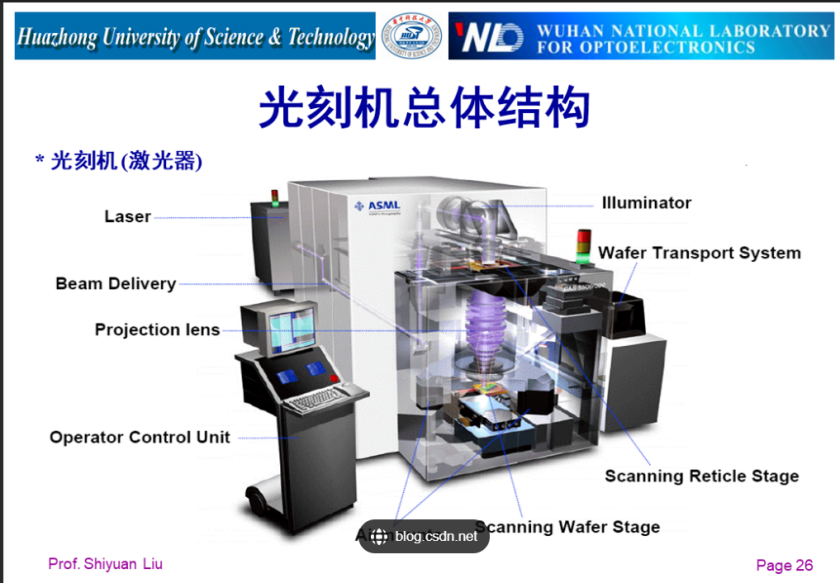 Huazhong University of Science & Technology
WNLO
WUHAN NATIONAL LABORATORY
FOR OPTOELECTRONICS
光刻机总体结构
* 光刻机(激光器)
ASML
Laser
Illuminator
Wafer Transport System
Beam Delivery
Projection lens
Operator Control Unit
Scanning Reticle Stage
Scanning Wafer Stage
blog.csdn.net
Prof. Shiyuan Liu
Page 26